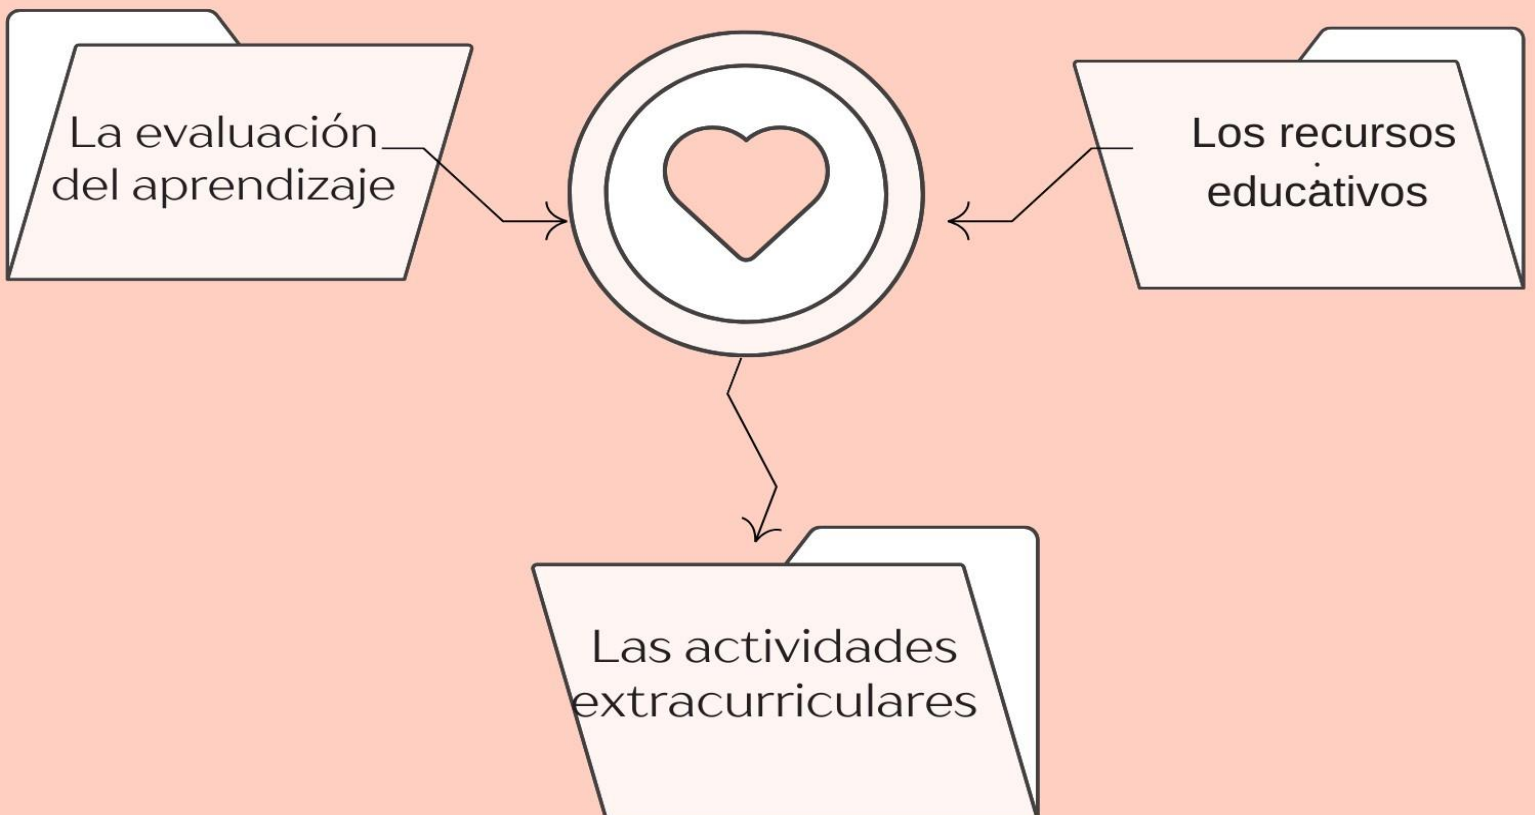 La evaluación
del aprendizaje
Los recursos
educativos
Las actividades
extracurriculares